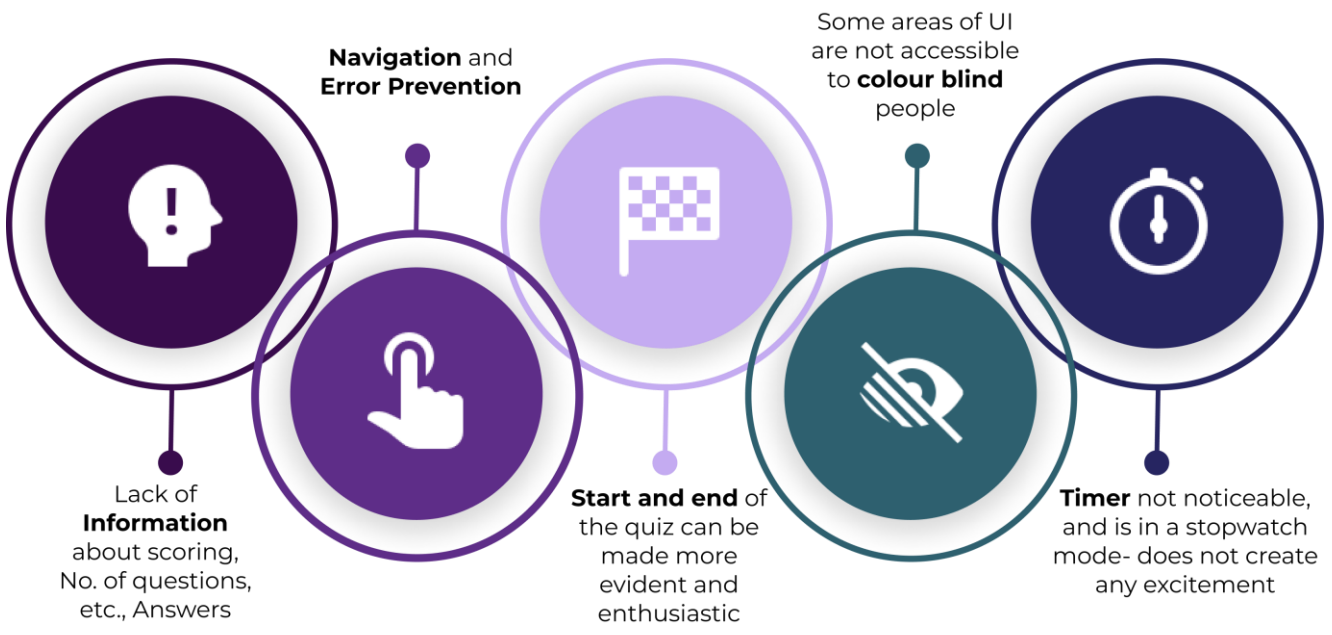 Lack of
Information
about scoring,
No. of questions,
etc., Answers
Navigation and
Error Prevention
Start and end of
the quiz can be
made more
evident and
enthusiastic
Some areas of UI
are not accessible
to colour blind
people
Timer not noticeable,
and is in a stopwatch
mode- does not create
any excitement